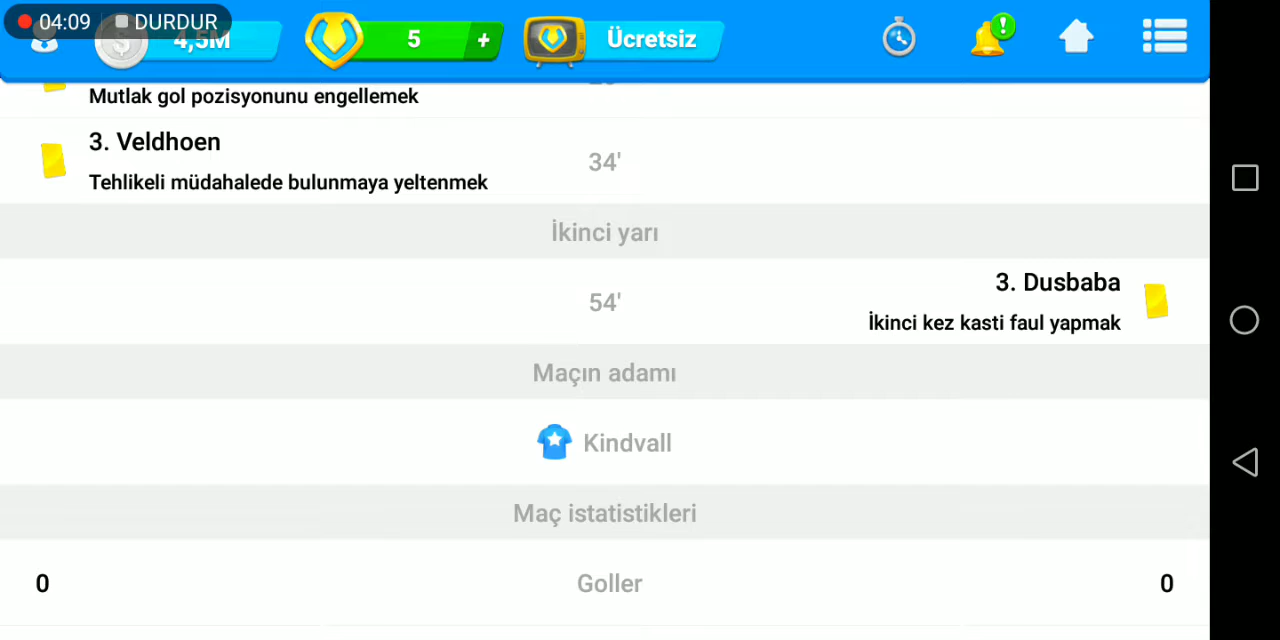 04:09 DURDUR
4,5M
5
+
Ücretsiz
Mutlak gol pozisyonunu engellemek
3. Veldhoen
34'
Tehlikeli müdahalede bulunmaya yeltenmek
İkinci yarı
3. Dusbaba
54'
İkinci kez kasti faul yapmak
Maçın adamı
Kindvall
Maç istatistikleri
0 Goller 0